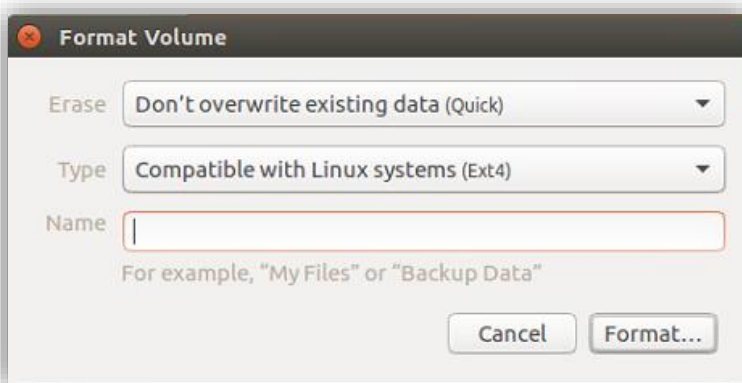 Format Volume
Erase Don't overwrite existing data (Quick)
Type Compatible with Linux systems (Ext4)
Name
For example, “My Files” or “Backup Data”
Cancel Format...